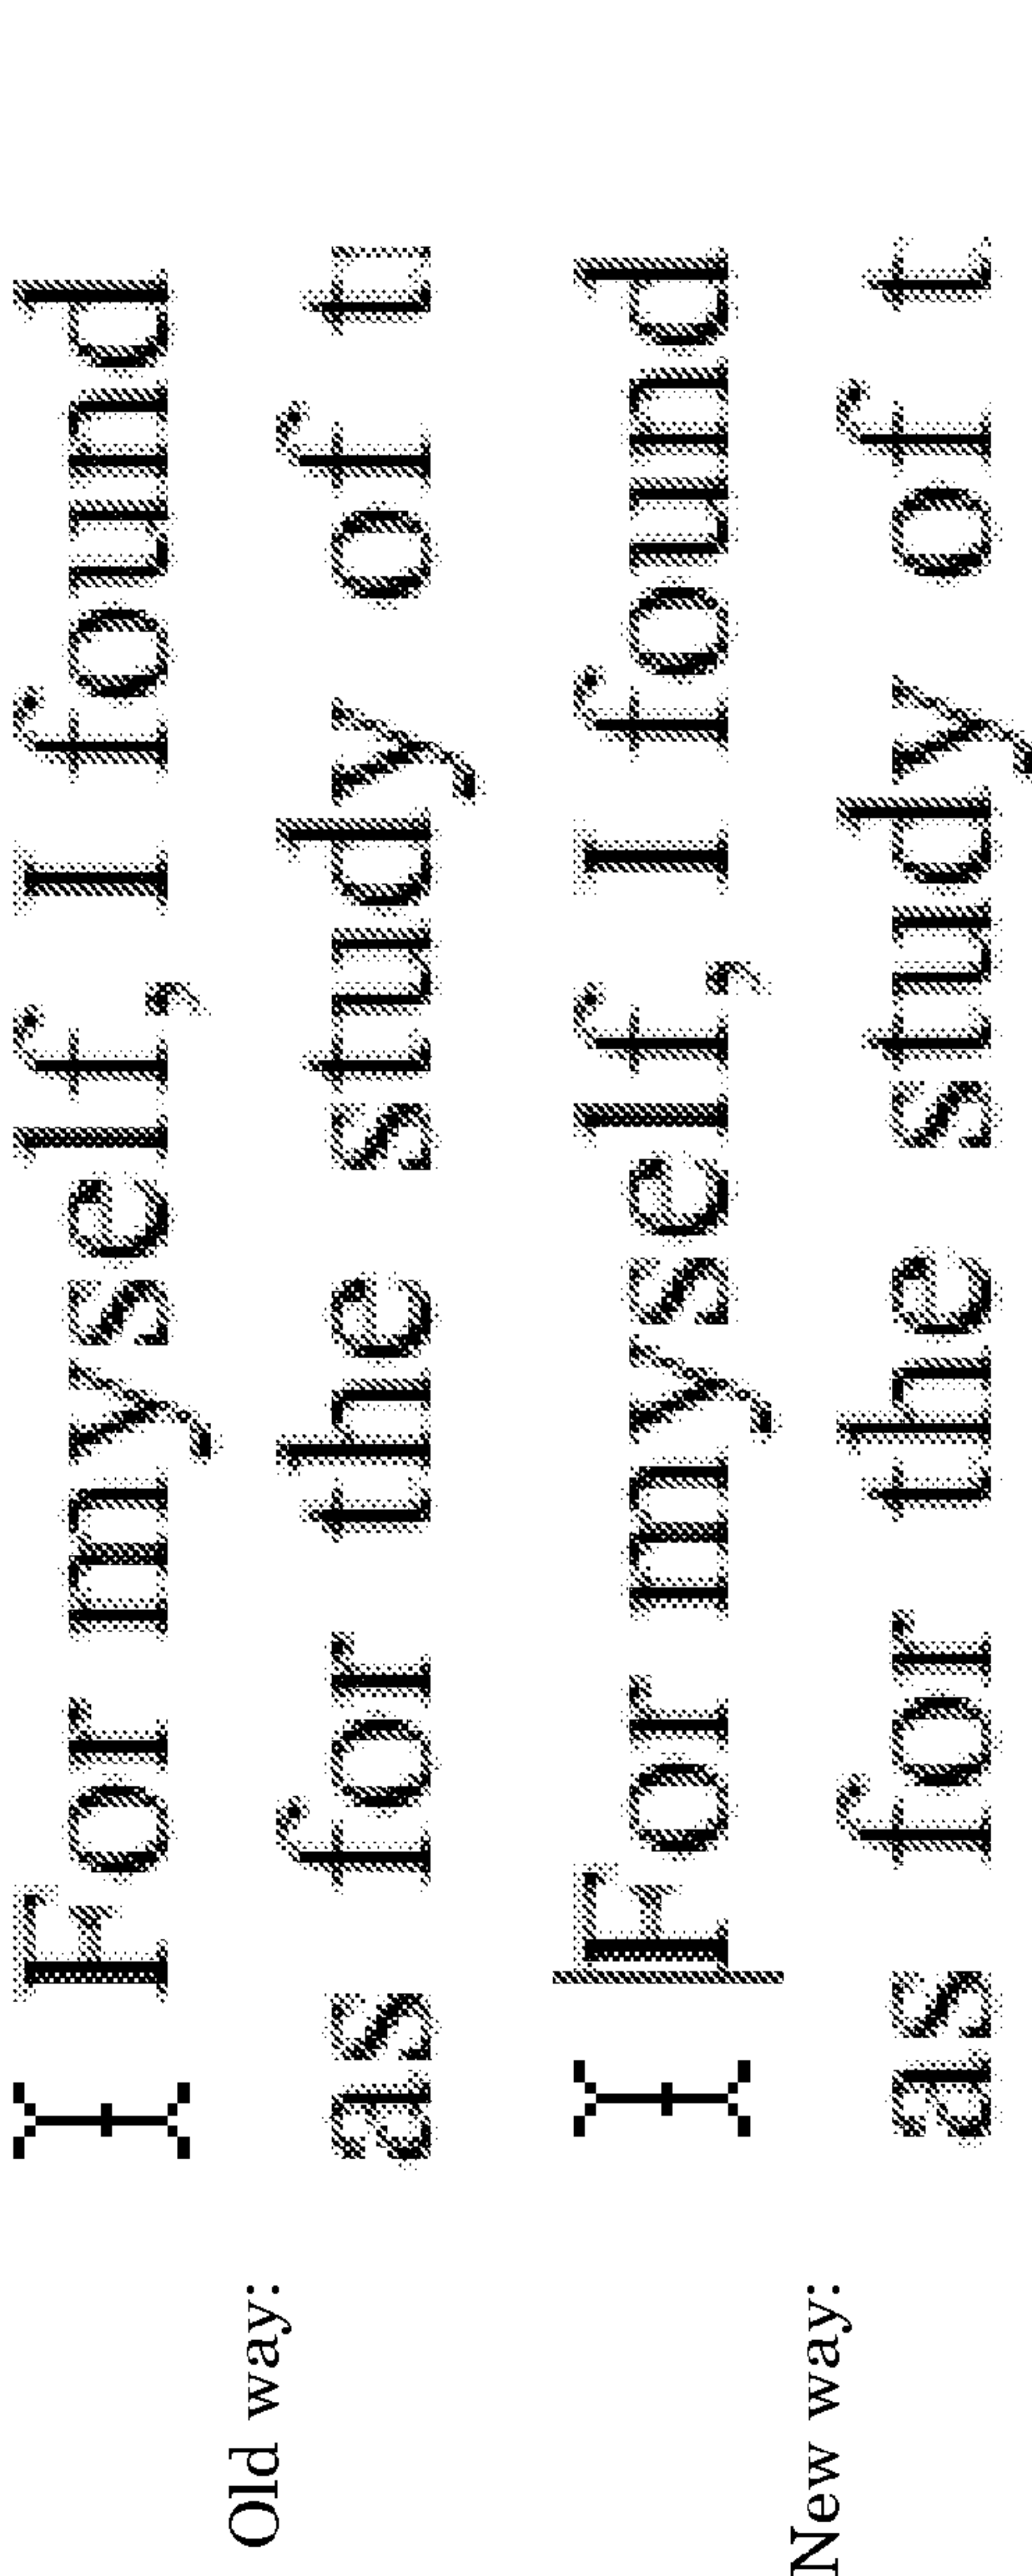 Old way:
For myself, I found
as for the study of t
New way:
For myself, I found
as for the study of t